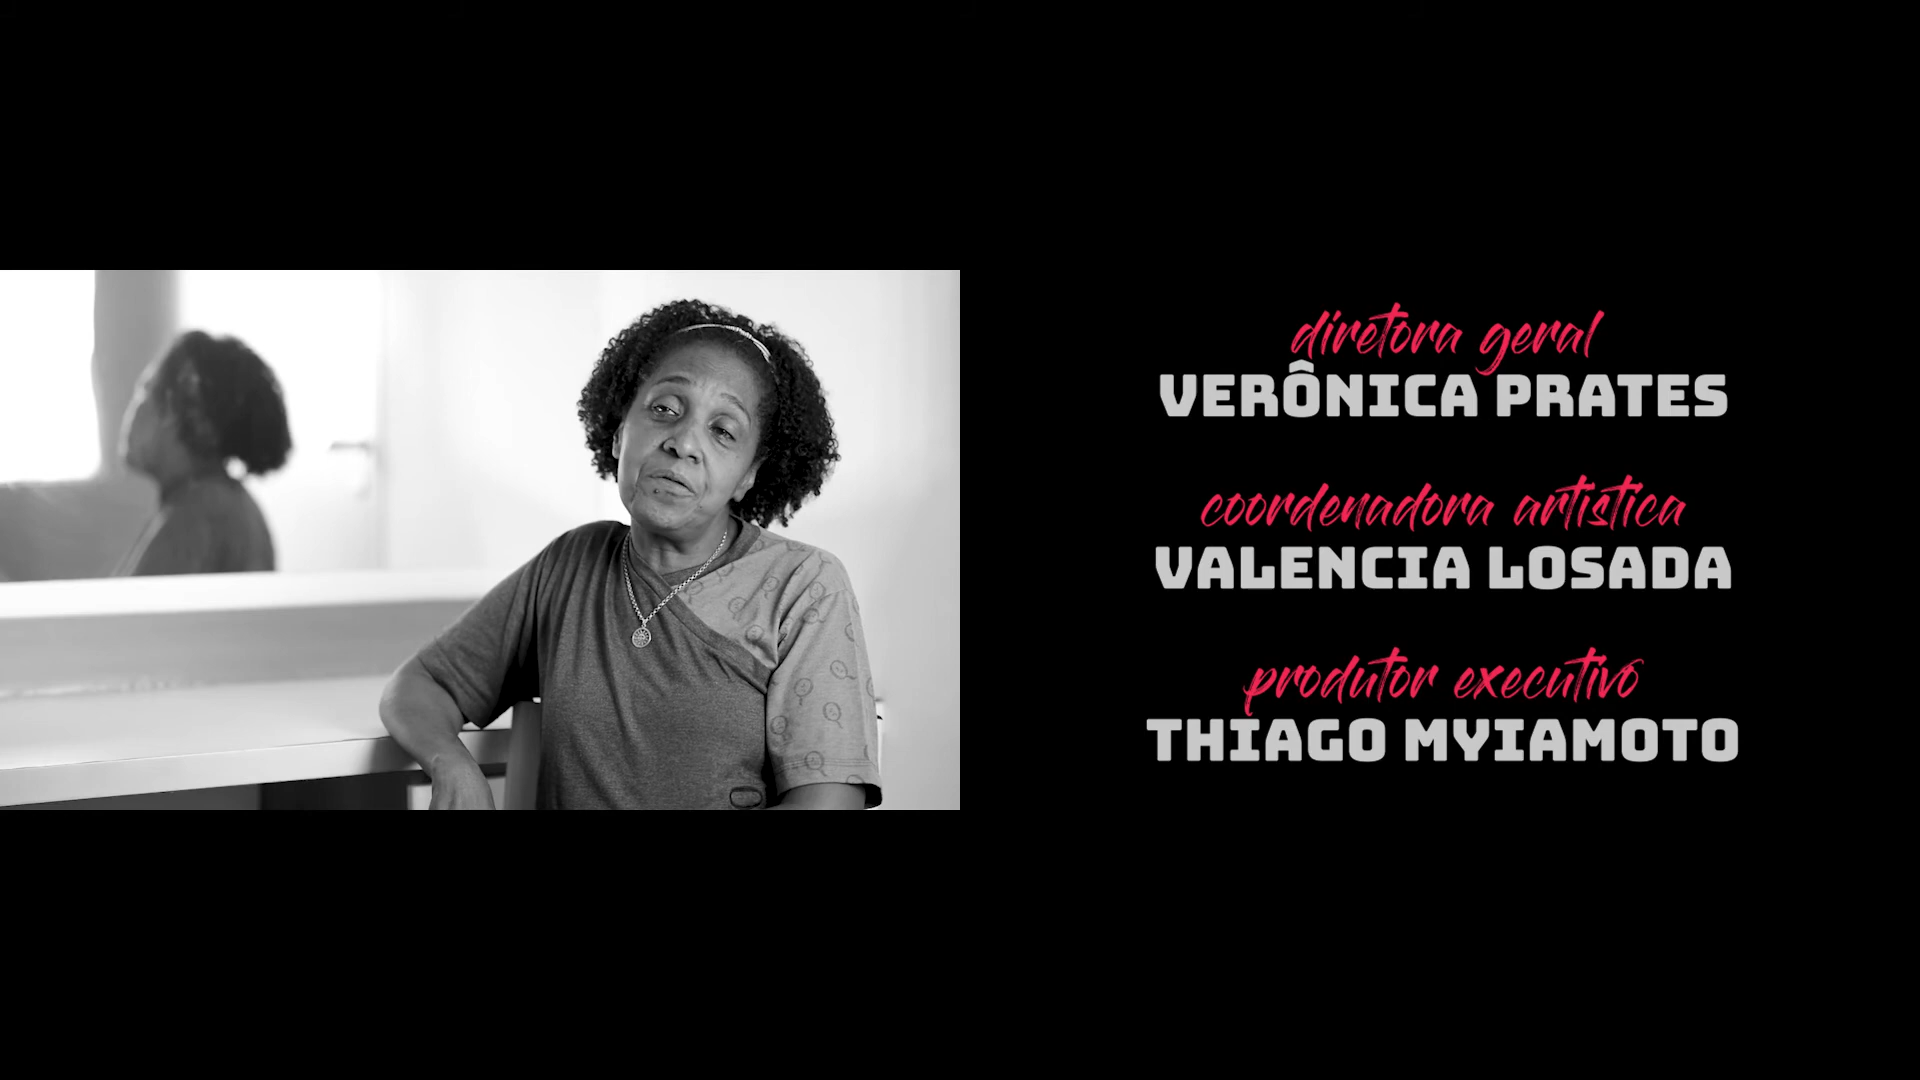 diretora geral
VERÔNICA PRATES
coordenadora artística
VALENCIA LOSADA
produtor executivo
THIAGO MYIAMOTO